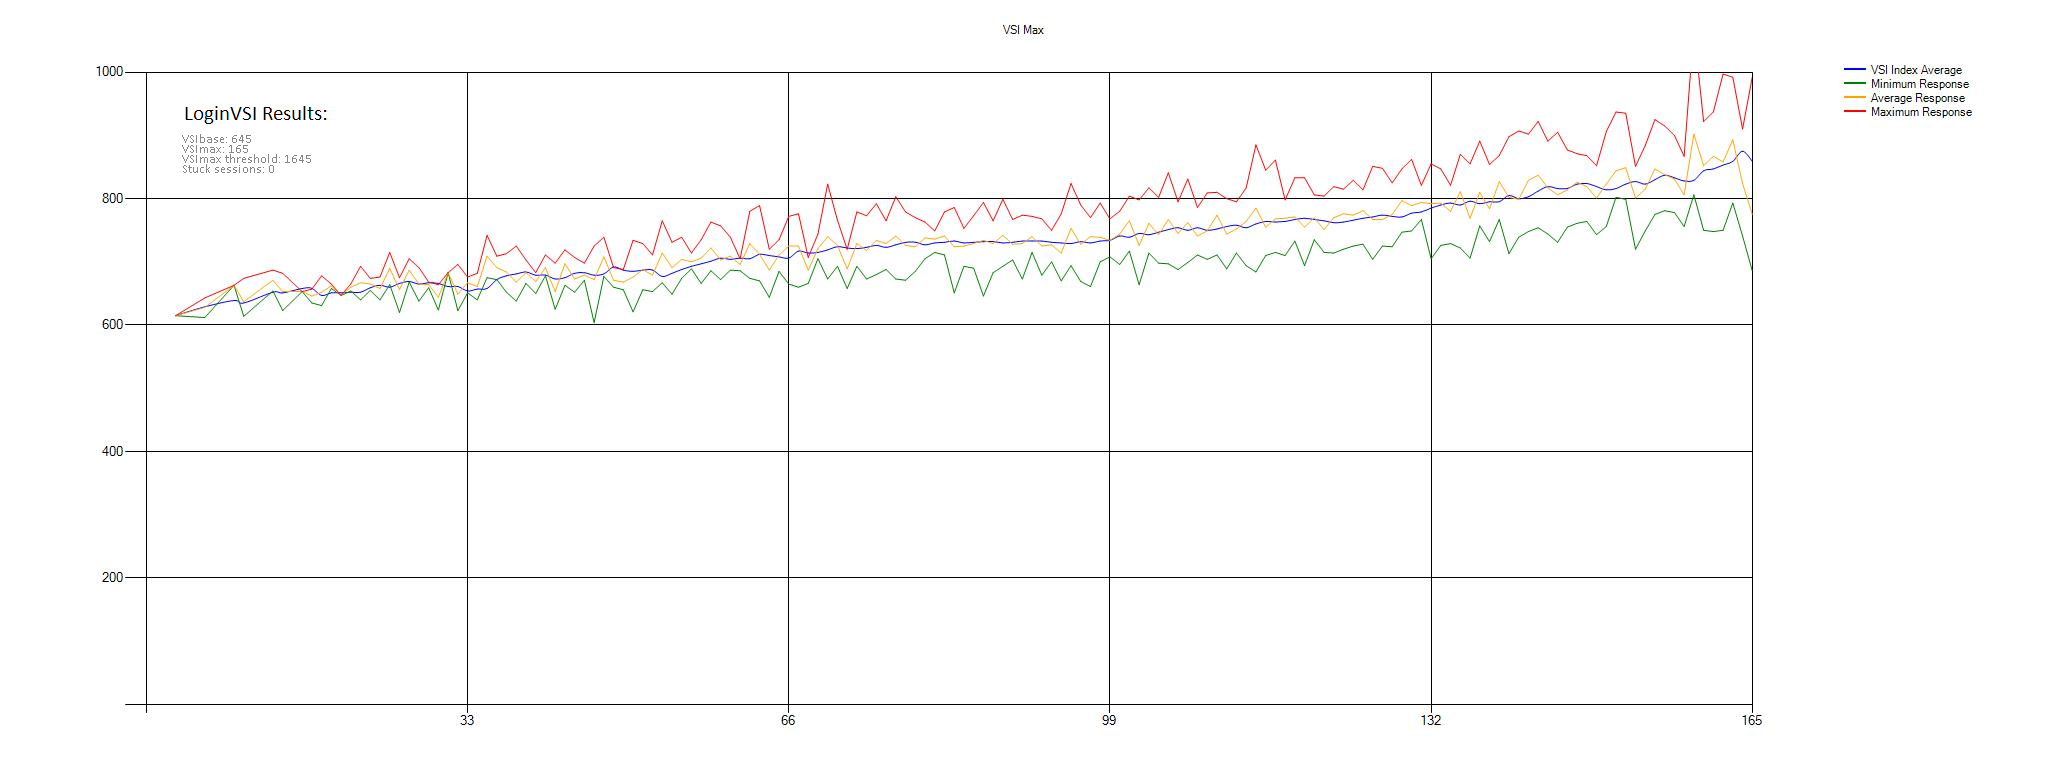 VSI Max
1000
800
600
400
200
LoginVSI Results:
VSIbase: 645
VSImax: 165
VSImax threshold: 1645
Stuck sessions: 0
VSI Index Average
Minimum Response
Average Response
Maximum Response
33
66
99
132
165